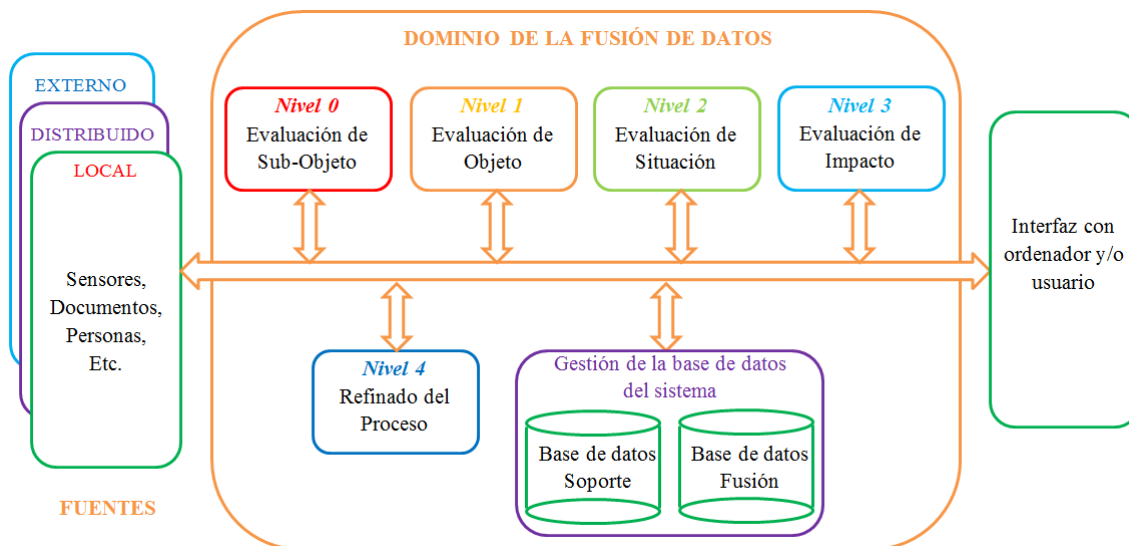 DOMINIO DE LA FUSIÓN DE DATOS
EXTERNO
DISTRIBUIDO
LOCAL
Sensores,
Documentos,
Personas,
Etc.
FUENTES
Nivel 0
Evaluación de
Sub-Objeto
Nivel 1
Evaluación de
Objeto
Nivel 2
Evaluación de
Situación
Nivel 3
Evaluación de
Impacto
Interfaz con
ordenador y/o
usuario
Nivel 4
Refinado del
Proceso
Gestión de la base de datos
del sistema
Base de datos
Soporte
Base de datos
Fusión